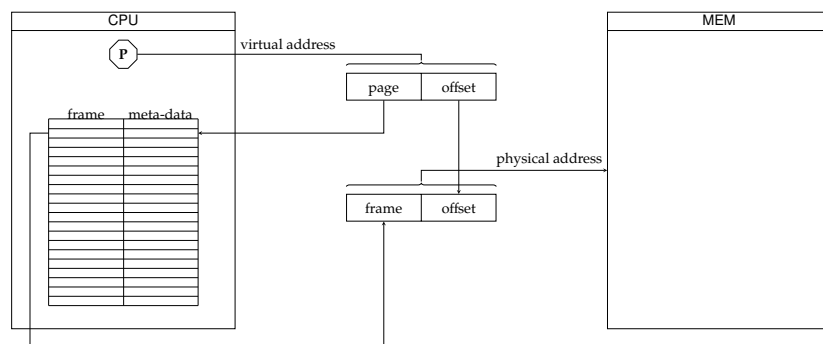 CPU
MEM
P
virtual address
page offset
frame meta-data
physical address
frame offset